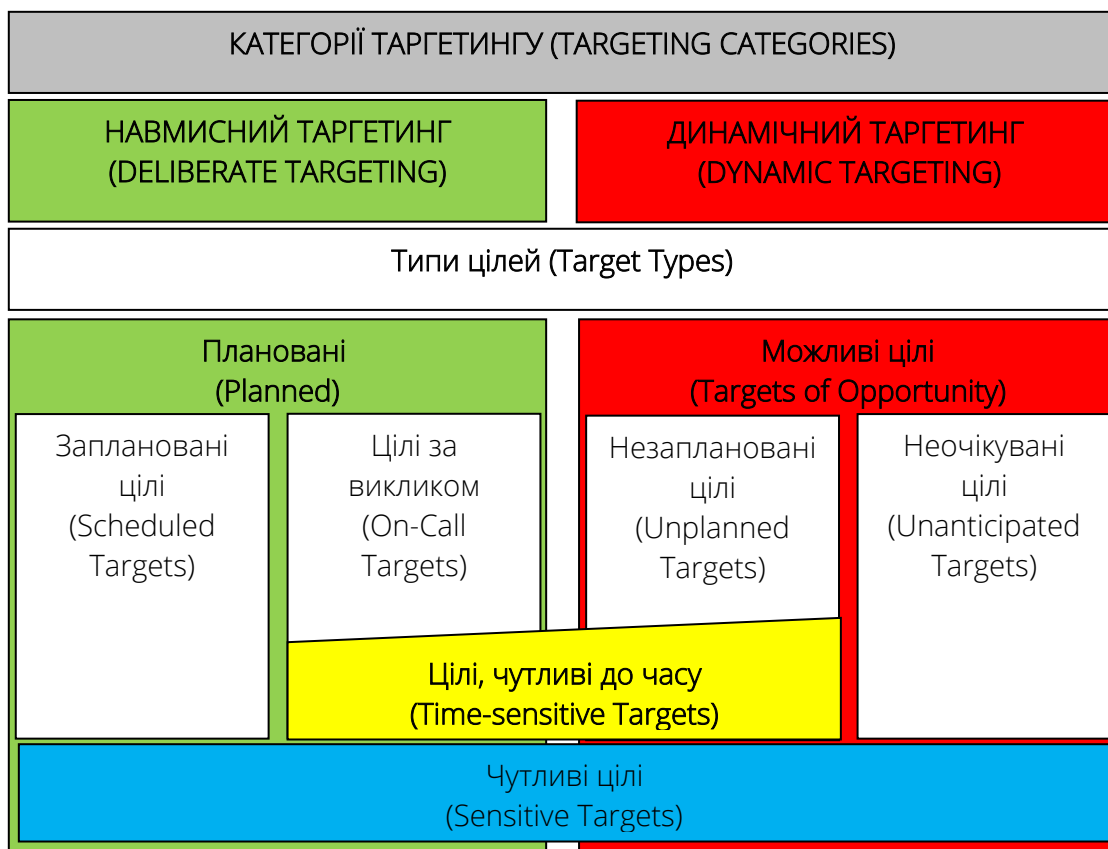 КАТЕГОРІЇ ТАРГЕТИНГУ (TARGETING CATEGORIES)
НАВМИСНИЙ ТАРГЕТИНГ
(DELIBERATE TARGETING)
ДИНАМІЧНИЙ ТАРГЕТИНГ
(DYNAMIC TARGETING)
Типи цілей (Target Types)
Плановані
(Planned)
Можливі цілі
(Targets of Opportunity)
Заплановані
цілі
(Scheduled
Targets)
Цілі за
викликом
(On-Call
Targets)
Незаплановані
цілі
(Unplanned
Targets)
Неочікувані
цілі
(Unanticipated
Targets)
Цілі, чутливі до часу
(Time-sensitive Targets)
Чутливі цілі
(Sensitive Targets)